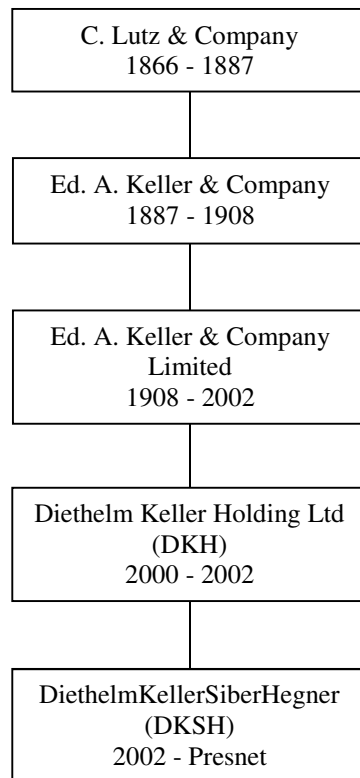 C. Lutz & Company
1866 - 1887
Ed. A. Keller & Company
1887 - 1908
Ed. A. Keller & Company
Limited
1908 - 2002
Diethelm Keller Holding Ltd
(DKH)
2000 - 2002
DiethelmKellerSiberHegner
(DKSH)
2002 - Presnet